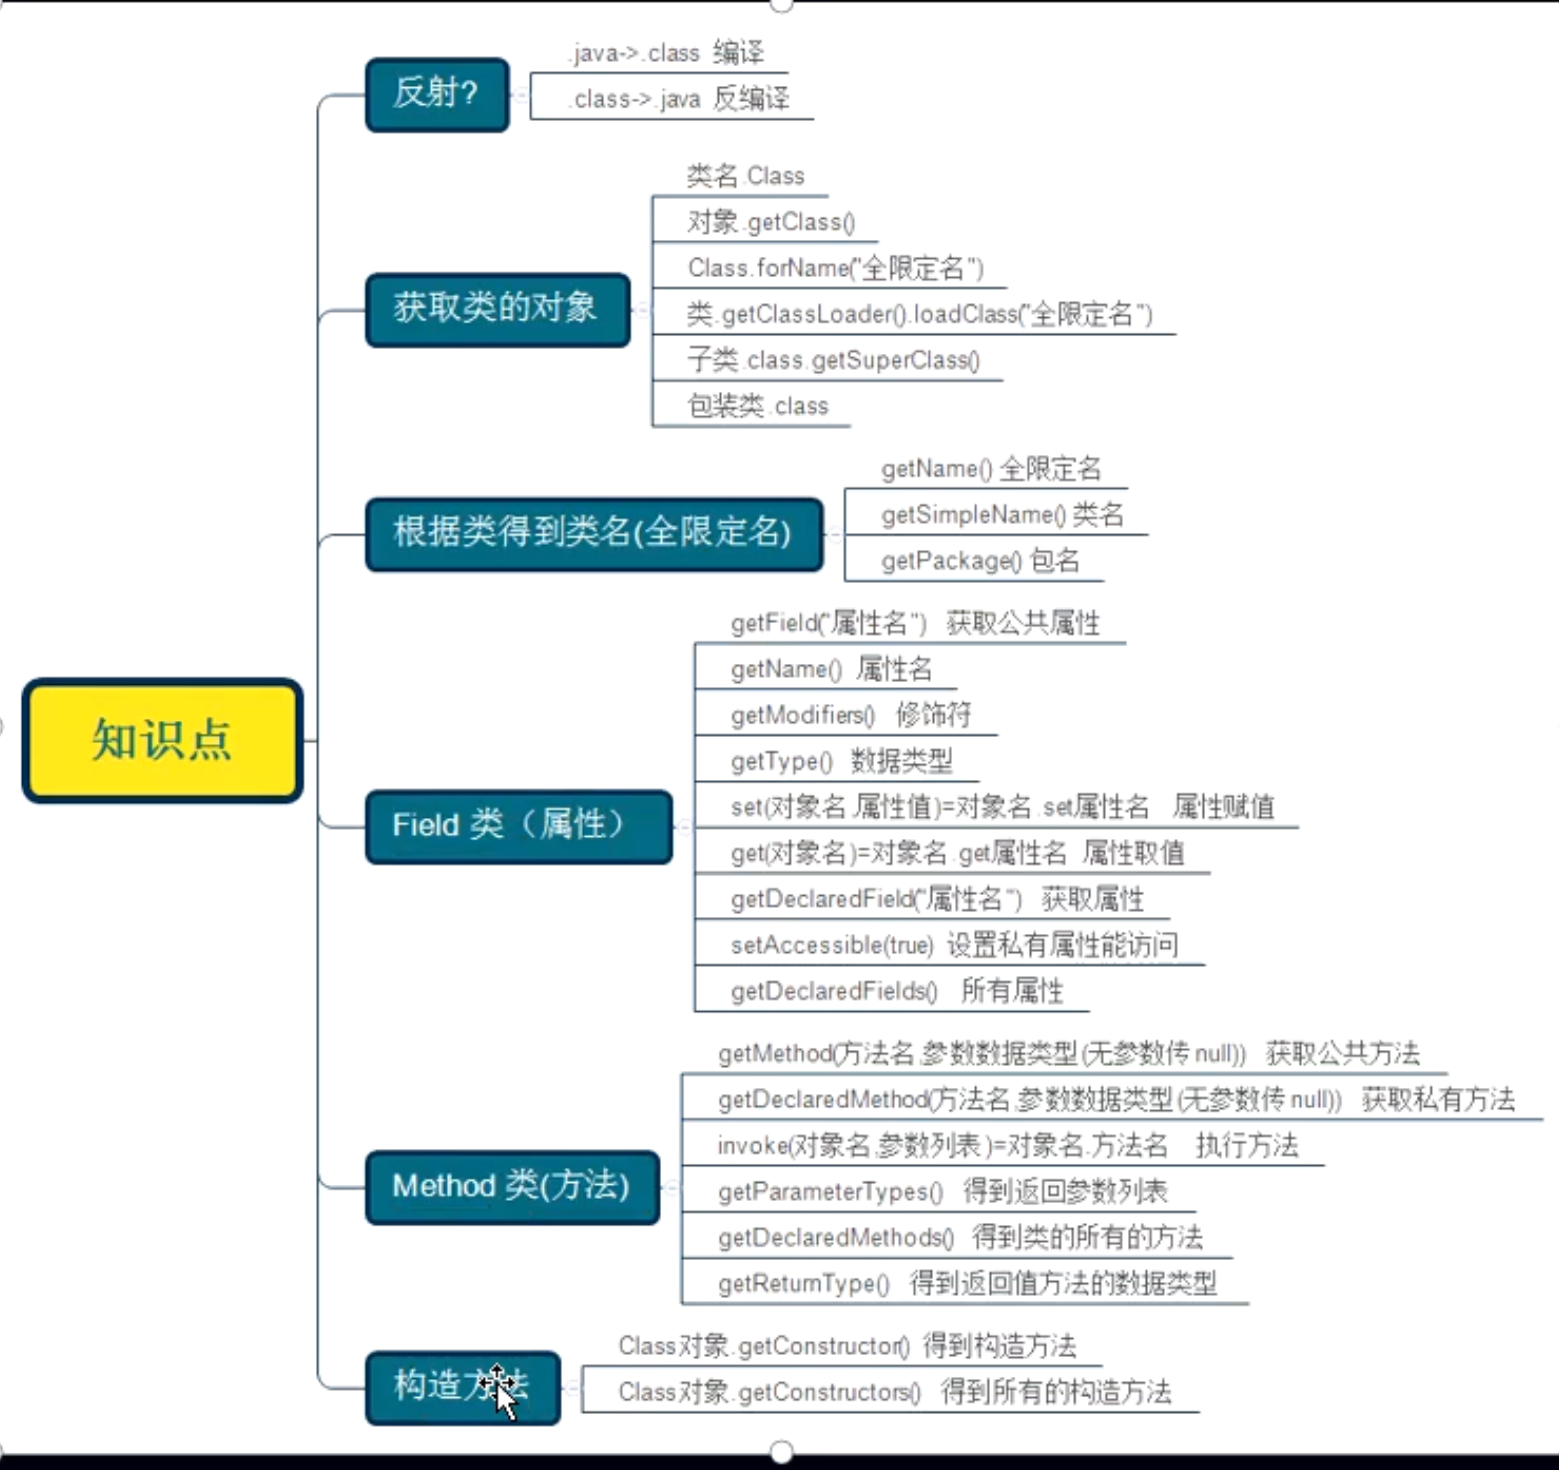 知识点
反射?
.java->.class 编译
.class->.java 反编译
获取类的对象
类名.Class
对象.getClass()
Class.forName("全限定名")
类.getClassLoader().loadClass("全限定名")
子类.class.getSuperClass()
包装类.class
根据类得到类名(全限定名)
getName() 全限定名
getSimpleName() 类名
getPackage() 包名
Field 类（属性）
getField("属性名") 获取公共属性
getName() 属性名
getModifiers() 修饰符
getType() 数据类型
set(对象名,属性值)=对象名.set属性名 属性赋值
get(对象名)=对象名.get属性名 属性取值
getDeclaredField("属性名") 获取属性
setAccessible(true) 设置私有属性能访问
getDeclaredFields() 所有属性
Method 类(方法)
getMethod(方法名,参数数据类型(无参数传 null)) 获取公共方法
getDeclaredMethod(方法名,参数数据类型(无参数传 null)) 获取私有方法
invoke(对象名,参数列表)=对象名.方法名 执行方法
getParameterTypes() 得到返回参数列表
getDeclaredMethods() 得到类的所有的方法
getReturnType() 得到返回值方法的数据类型
构造方法
Class对象.getConstructor() 得到构造方法
Class对象.getConstructors() 得到所有的构造方法